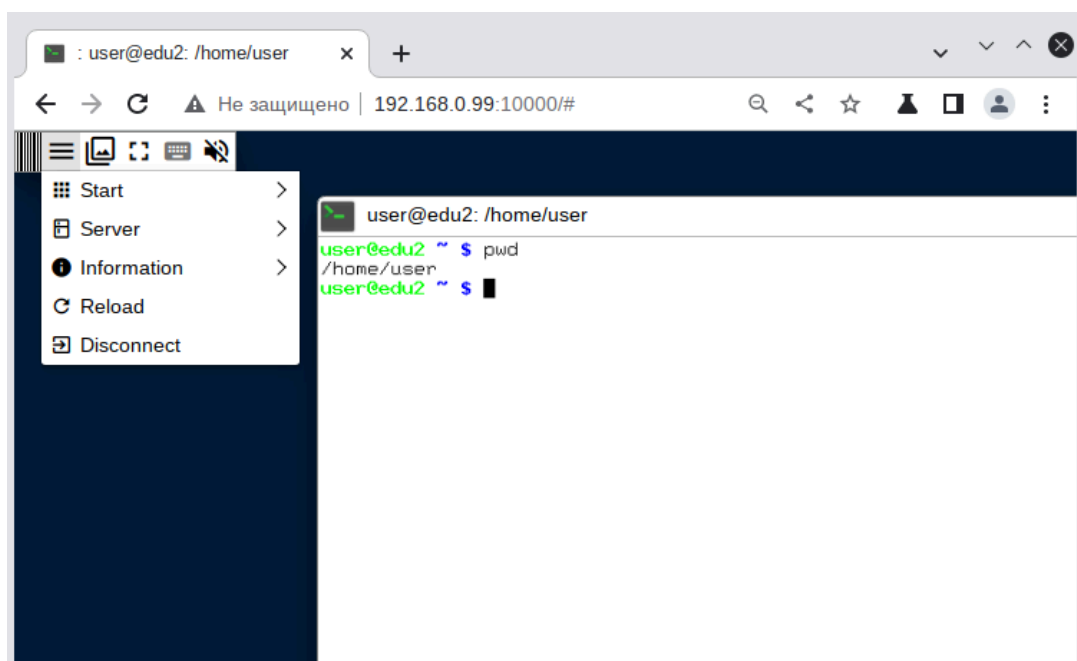 : user@edu2: /home/user
Не защищено 192.168.0.99:10000/#
Start
Server
Information
Reload
Disconnect
user@edu2: /home/user
user@edu2 ~ $ pwd
/home/user
user@edu2 ~ $